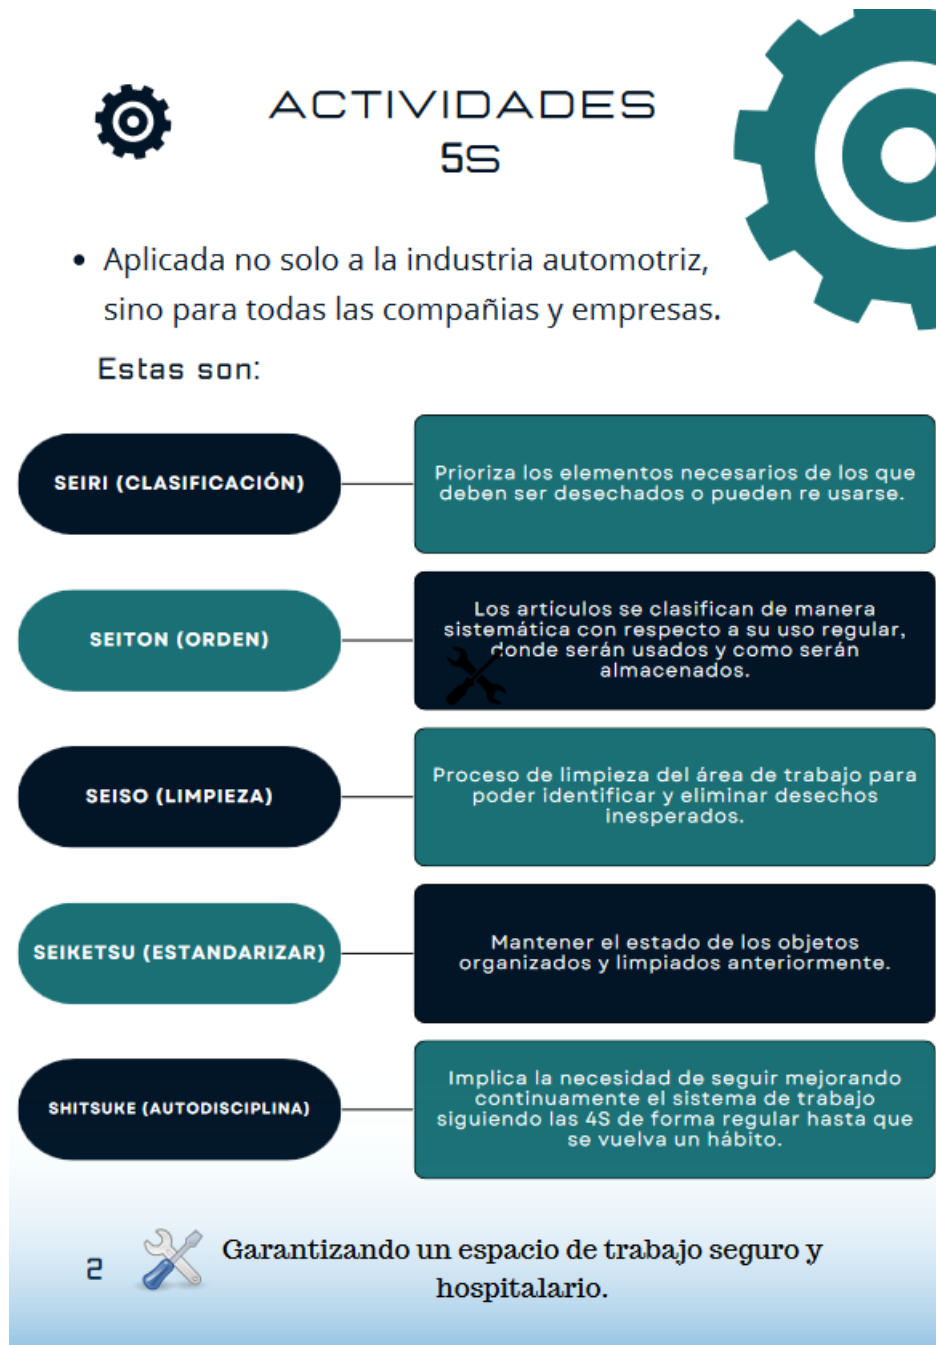 ACTIVIDADES
5S
• Aplicada no solo a la industria automotriz,
sino para todas las compañias y empresas.
Estas son:
SEIRI (CLASIFICACIÓN)
Prioriza los elementos necesarios de los que
deben ser desechados o pueden re usarse.
SEITON (ORDEN)
Los artículos se clasifican de manera
sistemática con respecto a su uso regular,
donde serán usados y como serán
almacenados.
SEISO (LIMPIEZA)
Proceso de limpieza del área de trabajo para
poder identificar y eliminar desechos
inesperados.
SEIKETSU (ESTANDARIZAR)
Mantener el estado de los objetos
organizados y limpiados anteriormente.
SHITSUKE (AUTODISCIPLINA)
Implica la necesidad de seguir mejorando
continuamente el sistema de trabajo
siguiendo las 4S de forma regular hasta que
se vuelva un hábito.
2
Garantizando un espacio de trabajo seguro y
hospitalario.